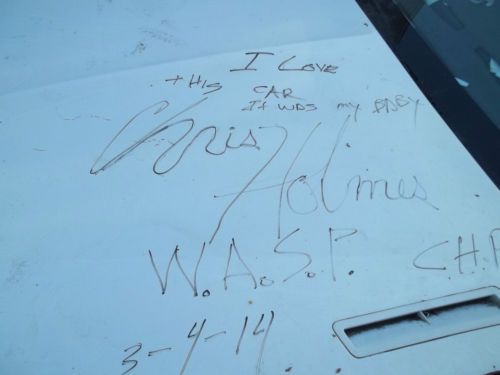 I LOVE
THIS CAR
IT WAS my BABY
Chris
Holmes
W.A.S.P. C.H.P
3-4-14